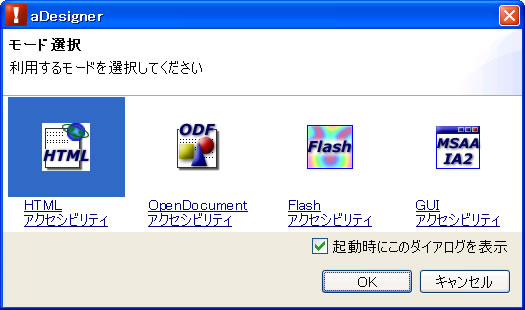 aDesigner
モード選択
利用するモードを選択してください
HTML
ODF
Flash
MSAA
IA2
HTML
アクセシビリティ
OpenDocument
アクセシビリティ
Flash
アクセシビリティ
GUI
アクセシビリティ
起動時にこのダイアログを表示
OK
キャンセル